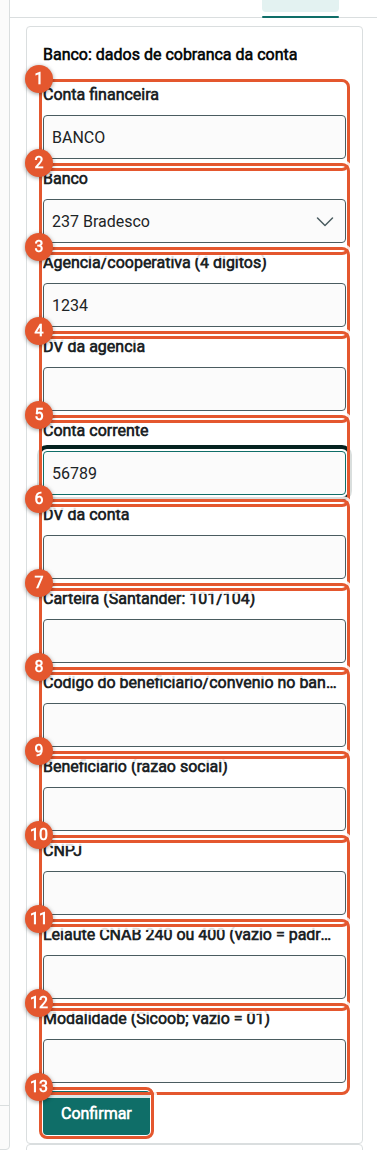 Banco: dados de cobranca da conta
1
Conta financeira
BANCO
2
Banco
237 Bradesco
3
Agencia/cooperativa (4 digitos)
1234
4
DV da agencia
5
Conta corrente
56789
6
DV da conta
7
Carteira (Santander: 101/104)
8
Codigo do beneficiario/convenio no ban...
9
Beneficiario (razao social)
10
CNPJ
11
Leiaute CNAB 240 ou 400 (vazio = padr...
12
Modalidade (Sicoob; vazio = 01)
13
Confirmar